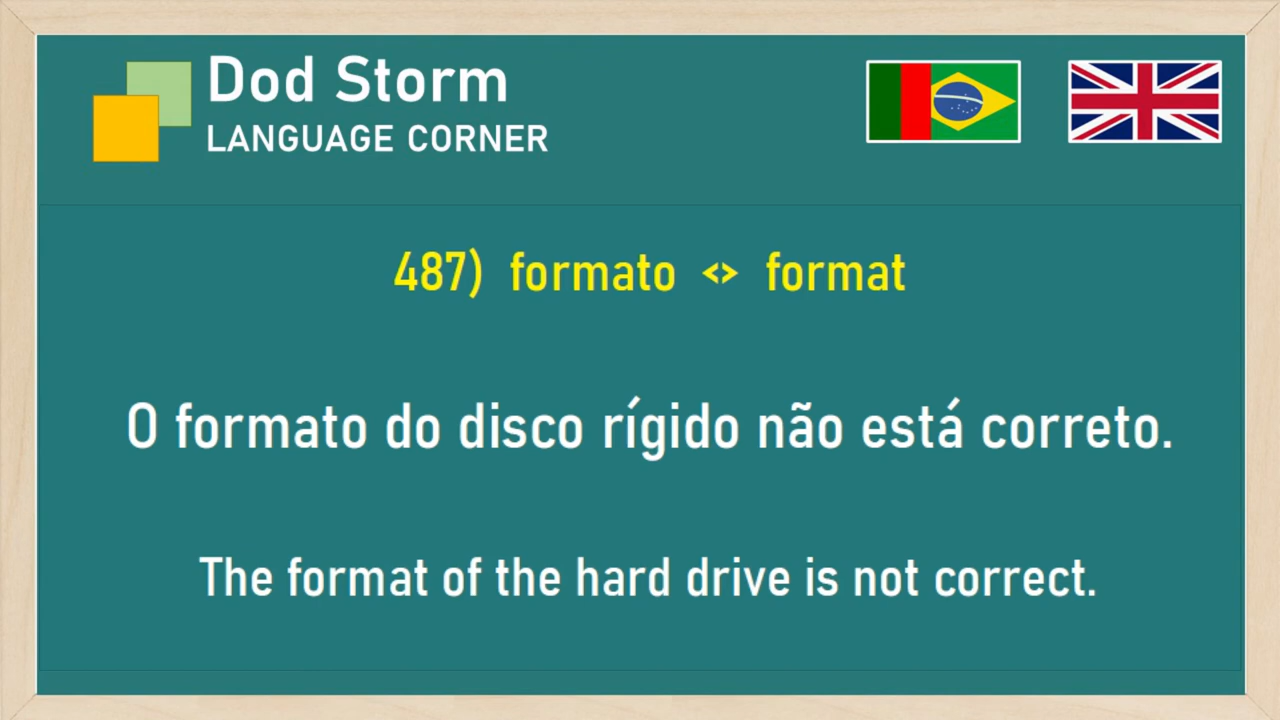 Dod Storm
LANGUAGE CORNER
487) formato <> format
O formato do disco rígido não está correto.
The format of the hard drive is not correct.